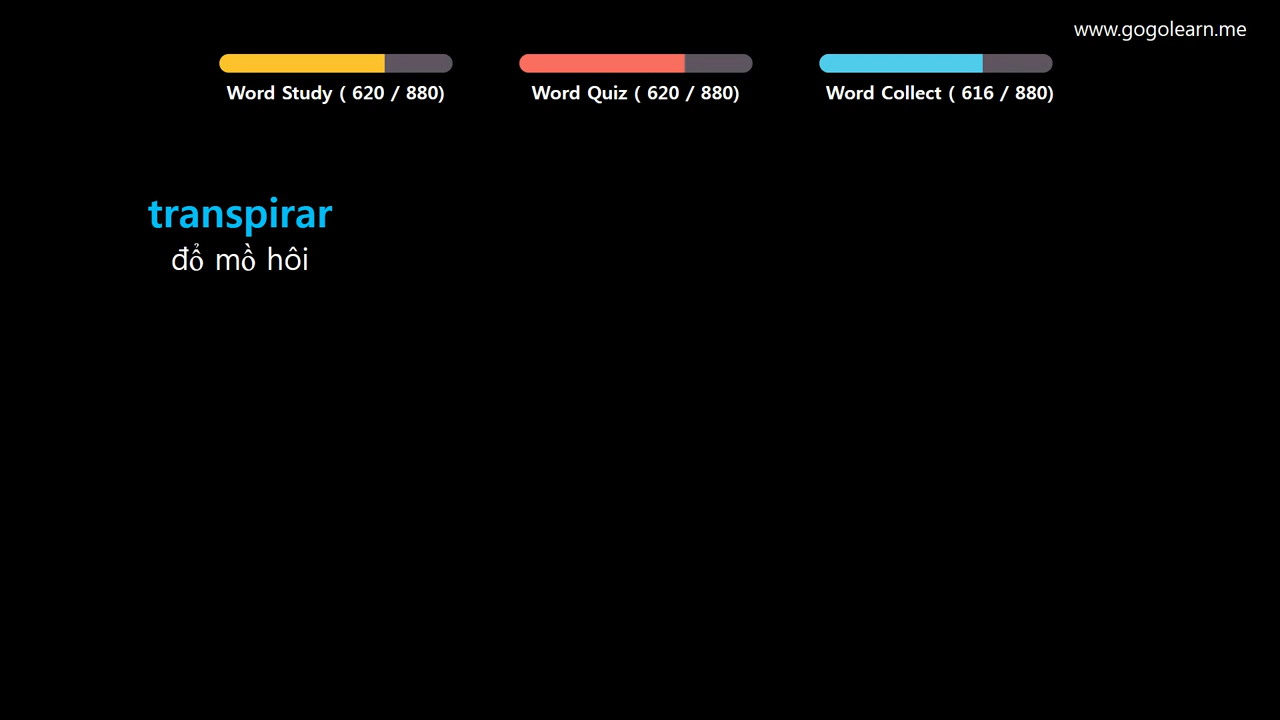 www.gogolearn.me
Word Study ( 620 / 880)
Word Quiz ( 620 / 880)
Word Collect ( 616 / 880)
transpirar
đổ mồ hôi